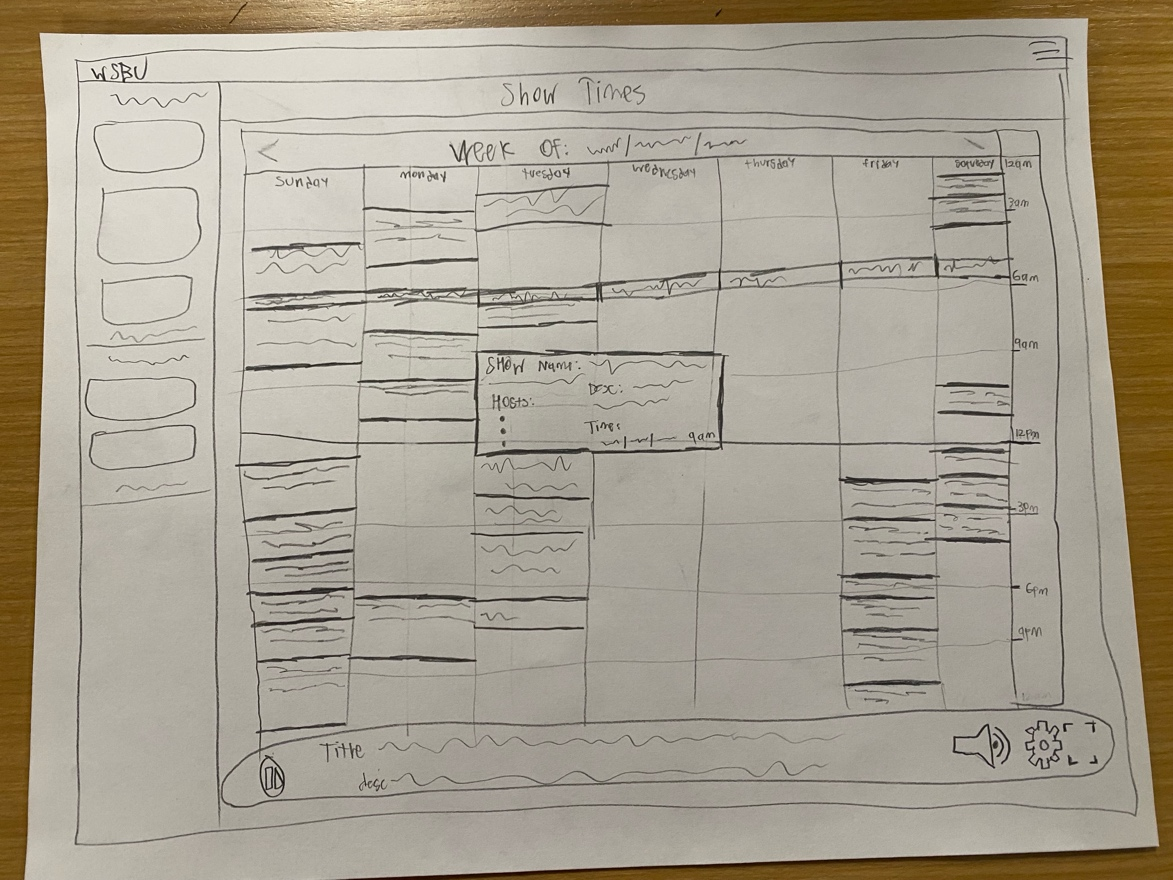 WSBU
Show Times
Week Of:
Sunday
Monday
Tuesday
Wednesday
Thursday
Friday
Saturday
12am
3am
6am
9am
SHOW Name:
Desc:
Hosts:
Time:
9am
12pm
3pm
6pm
9pm
Title
desc